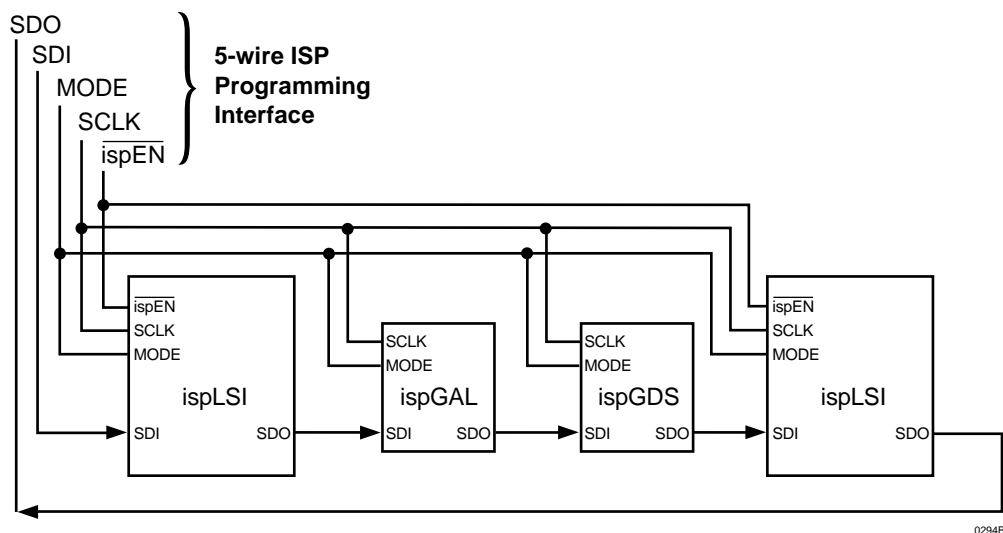 SDO
SDI
MODE
SCLK
ispEN
5-wire ISP
Programming
Interface
ispEN
SCLK
MODE
ispLSI
SDI
SDO
SCLK
MODE
ispGAL
SDI
SDO
SCLK
MODE
ispGDS
SDI
SDO
ispEN
SCLK
MODE
ispLSI
SDI
SDO
0294B